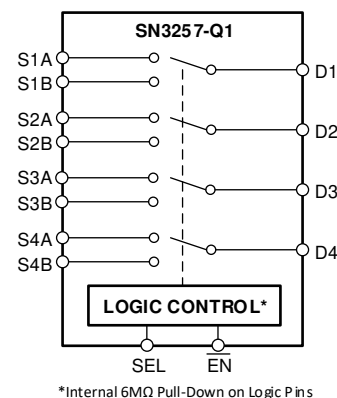 SN3257-Q1
S1A
S1B
D1
S2A
S2B
D2
S3A
S3B
D3
S4A
S4B
D4
LOGIC CONTROL*
SEL
EN
*Internal 6MΩ Pull-Down on Logic Pins